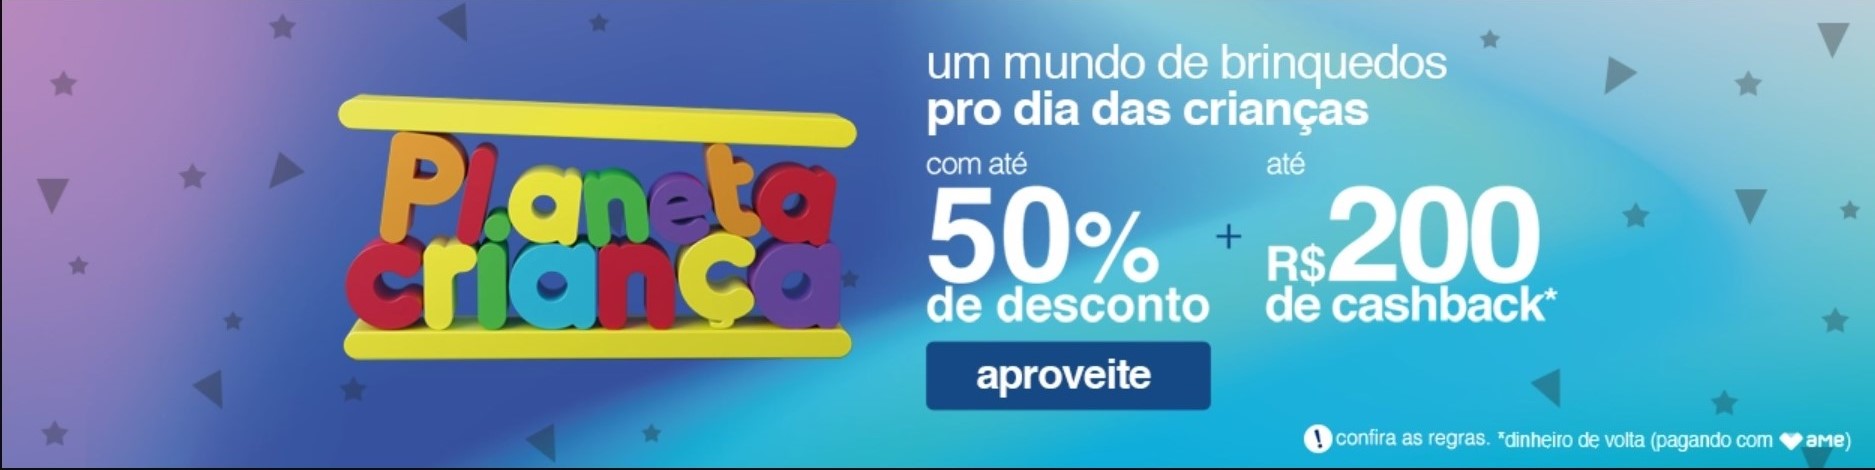 Planeta
criança
um mundo de brinquedos
pro dia das crianças
com até
50%
de desconto
+
até
R$200
de cashback*
aproveite
! confira as regras. *dinheiro de volta (pagando com ame)